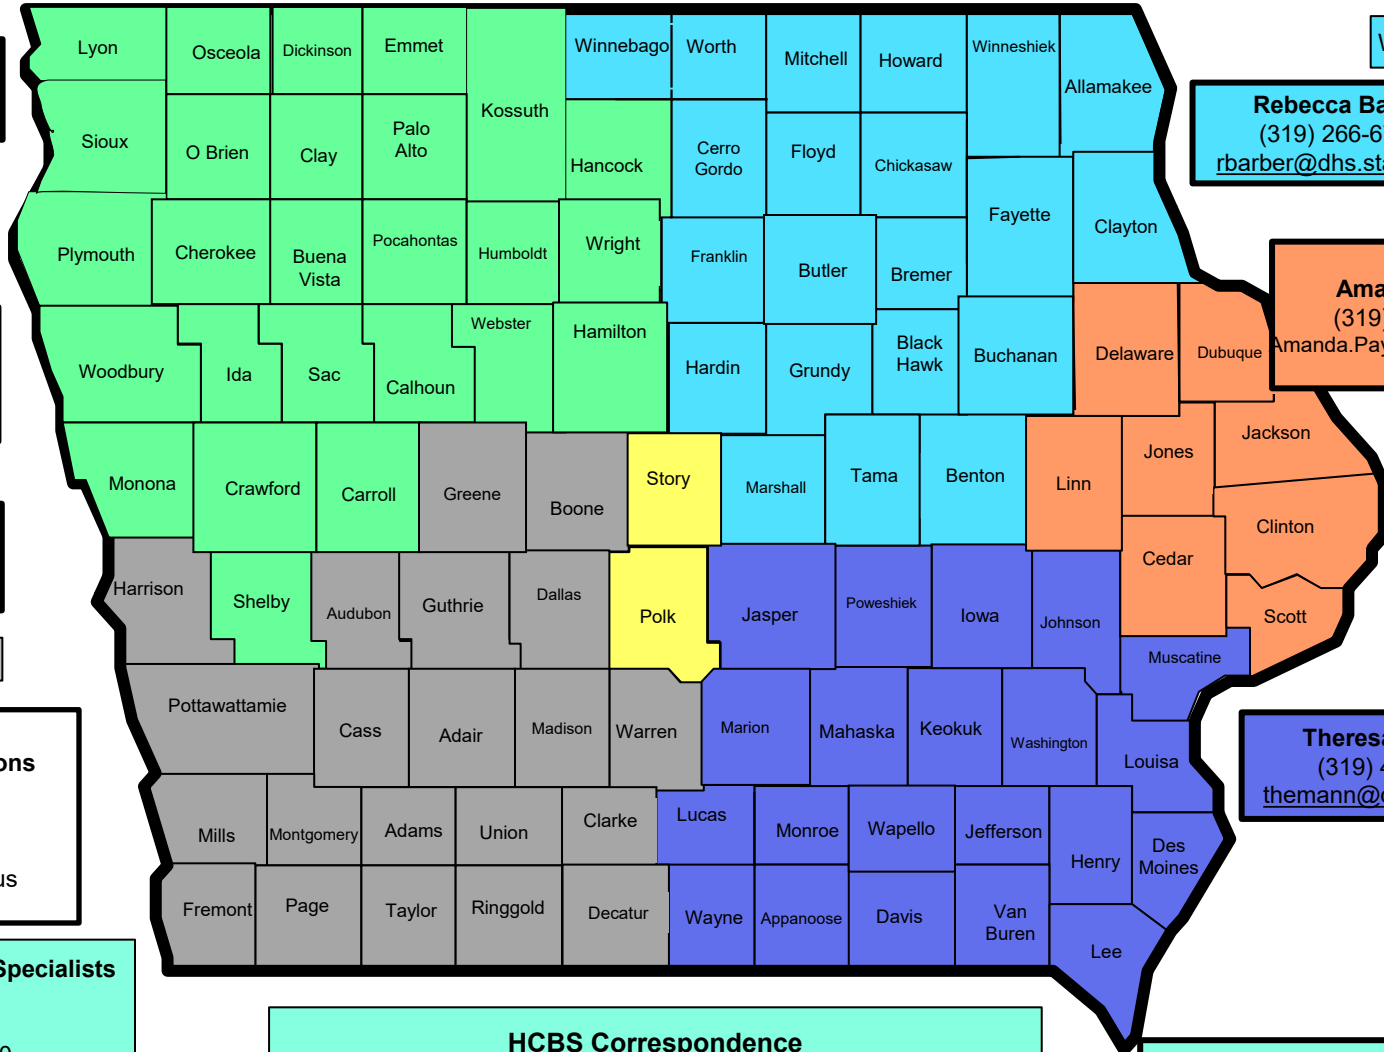 Lyon
Osceola
Dickinson
Emmet
Kossuth
Winnebago
Worth
Mitchell
Howard
Winneshiek
Allamakee
Sioux
O Brien
Clay
Palo
Alto
Hancock
Cerro
Gordo
Floyd
Chickasaw
Fayette
Clayton
Rebecca Ba
(319) 266-6
rbarber@dhs.sta
Plymouth
Cherokee
Buena
Vista
Pocahontas
Humboldt
Wright
Franklin
Butler
Bremer
Ama
(319)
Amanda.Pay
Woodbury
Ida
Sac
Calhoun
Webster
Hamilton
Hardin
Grundy
Black
Hawk
Buchanan
Delaware
Dubuque
Monona
Crawford
Carroll
Greene
Boone
Story
Marshall
Tama
Benton
Linn
Jones
Jackson
Clinton
Harrison
Shelby
Audubon
Guthrie
Dallas
Polk
Jasper
Poweshiek
Iowa
Johnson
Cedar
Scott
Muscatine
Pottawattamie
Cass
Adair
Madison
Warren
Marion
Mahaska
Keokuk
Washington
Louisa
Theresa
(319) 4
themann@
Mills
Montgomery
Adams
Union
Clarke
Lucas
Monroe
Wapello
Jefferson
Henry
Des
Moines
Fremont
Page
Taylor
Ringgold
Decatur
Wayne
Appanoose
Davis
Van
Buren
Lee
ons
us
Specialists
HCBS Correspondence